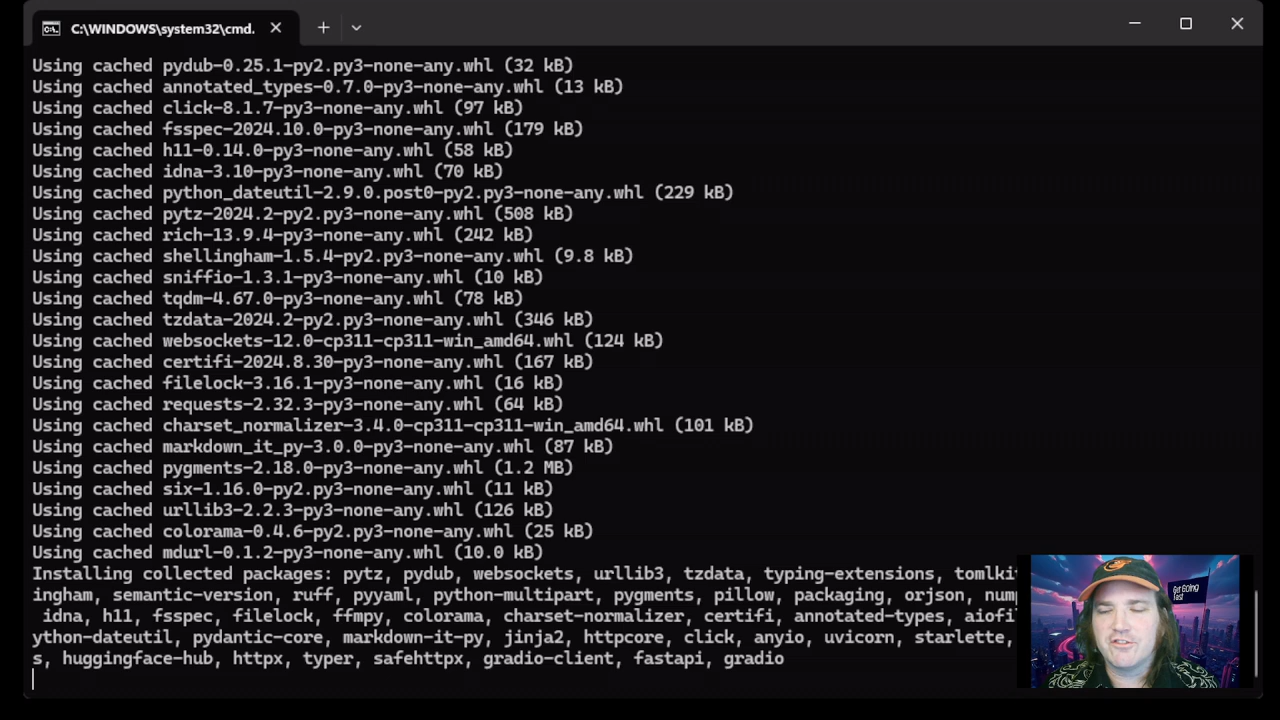 C:\WINDOWS\system32\cmd.
Using cached pydub-0.25.1-py2.py3-none-any.whl (32 kB)
Using cached annotated_types-0.7.0-py3-none-any.whl (13 kB)
Using cached click-8.1.7-py3-none-any.whl (97 kB)
Using cached fsspec-2024.10.0-py3-none-any.whl (179 kB)
Using cached h11-0.14.0-py3-none-any.whl (58 kB)
Using cached idna-3.10-py3-none-any.whl (70 kB)
Using cached python_dateutil-2.9.0.post0-py2.py3-none-any.whl (229 kB)
Using cached pytz-2024.2-py2.py3-none-any.whl (508 kB)
Using cached rich-13.9.4-py3-none-any.whl (242 kB)
Using cached shellingham-1.5.4-py2.py3-none-any.whl (9.8 kB)
Using cached sniffio-1.3.1-py3-none-any.whl (10 kB)
Using cached tqdm-4.67.0-py3-none-any.whl (78 kB)
Using cached tzdata-2024.2-py2.py3-none-any.whl (346 kB)
Using cached websockets-12.0-cp311-cp311-win_amd64.whl (124 kB)
Using cached certifi-2024.8.30-py3-none-any.whl (167 kB)
Using cached filelock-3.16.1-py3-none-any.whl (16 kB)
Using cached requests-2.32.3-py3-none-any.whl (64 kB)
Using cached charset_normalizer-3.4.0-cp311-cp311-win_amd64.whl (101 kB)
Using cached markdown_it_py-3.0.0-py3-none-any.whl (87 kB)
Using cached pygments-2.18.0-py3-none-any.whl (1.2 MB)
Using cached six-1.16.0-py2.py3-none-any.whl (11 kB)
Using cached urllib3-2.2.3-py3-none-any.whl (126 kB)
Using cached colorama-0.4.6-py2.py3-none-any.whl (25 kB)
Using cached mdurl-0.1.2-py3-none-any.whl (10.0 kB)
Installing collected packages: pytz, pydub, websockets, urllib3, tzdata, typing-extensions, tomlkit
ingham, semantic-version, ruff, pyyaml, python-multipart, pygments, pillow, packaging, orjson, num
idna, h11, fsspec, filelock, ffmpy, colorama, charset-normalizer, certifi, annotated-types, aiofil
ython-dateutil, pydantic-core, markdown-it-py, jinja2, httpcore, click, anyio, uvicorn, starlette,
s, huggingface-hub, httpx, typer, safehttpx, gradio-client, fastapi, gradio
Get Going
Fast